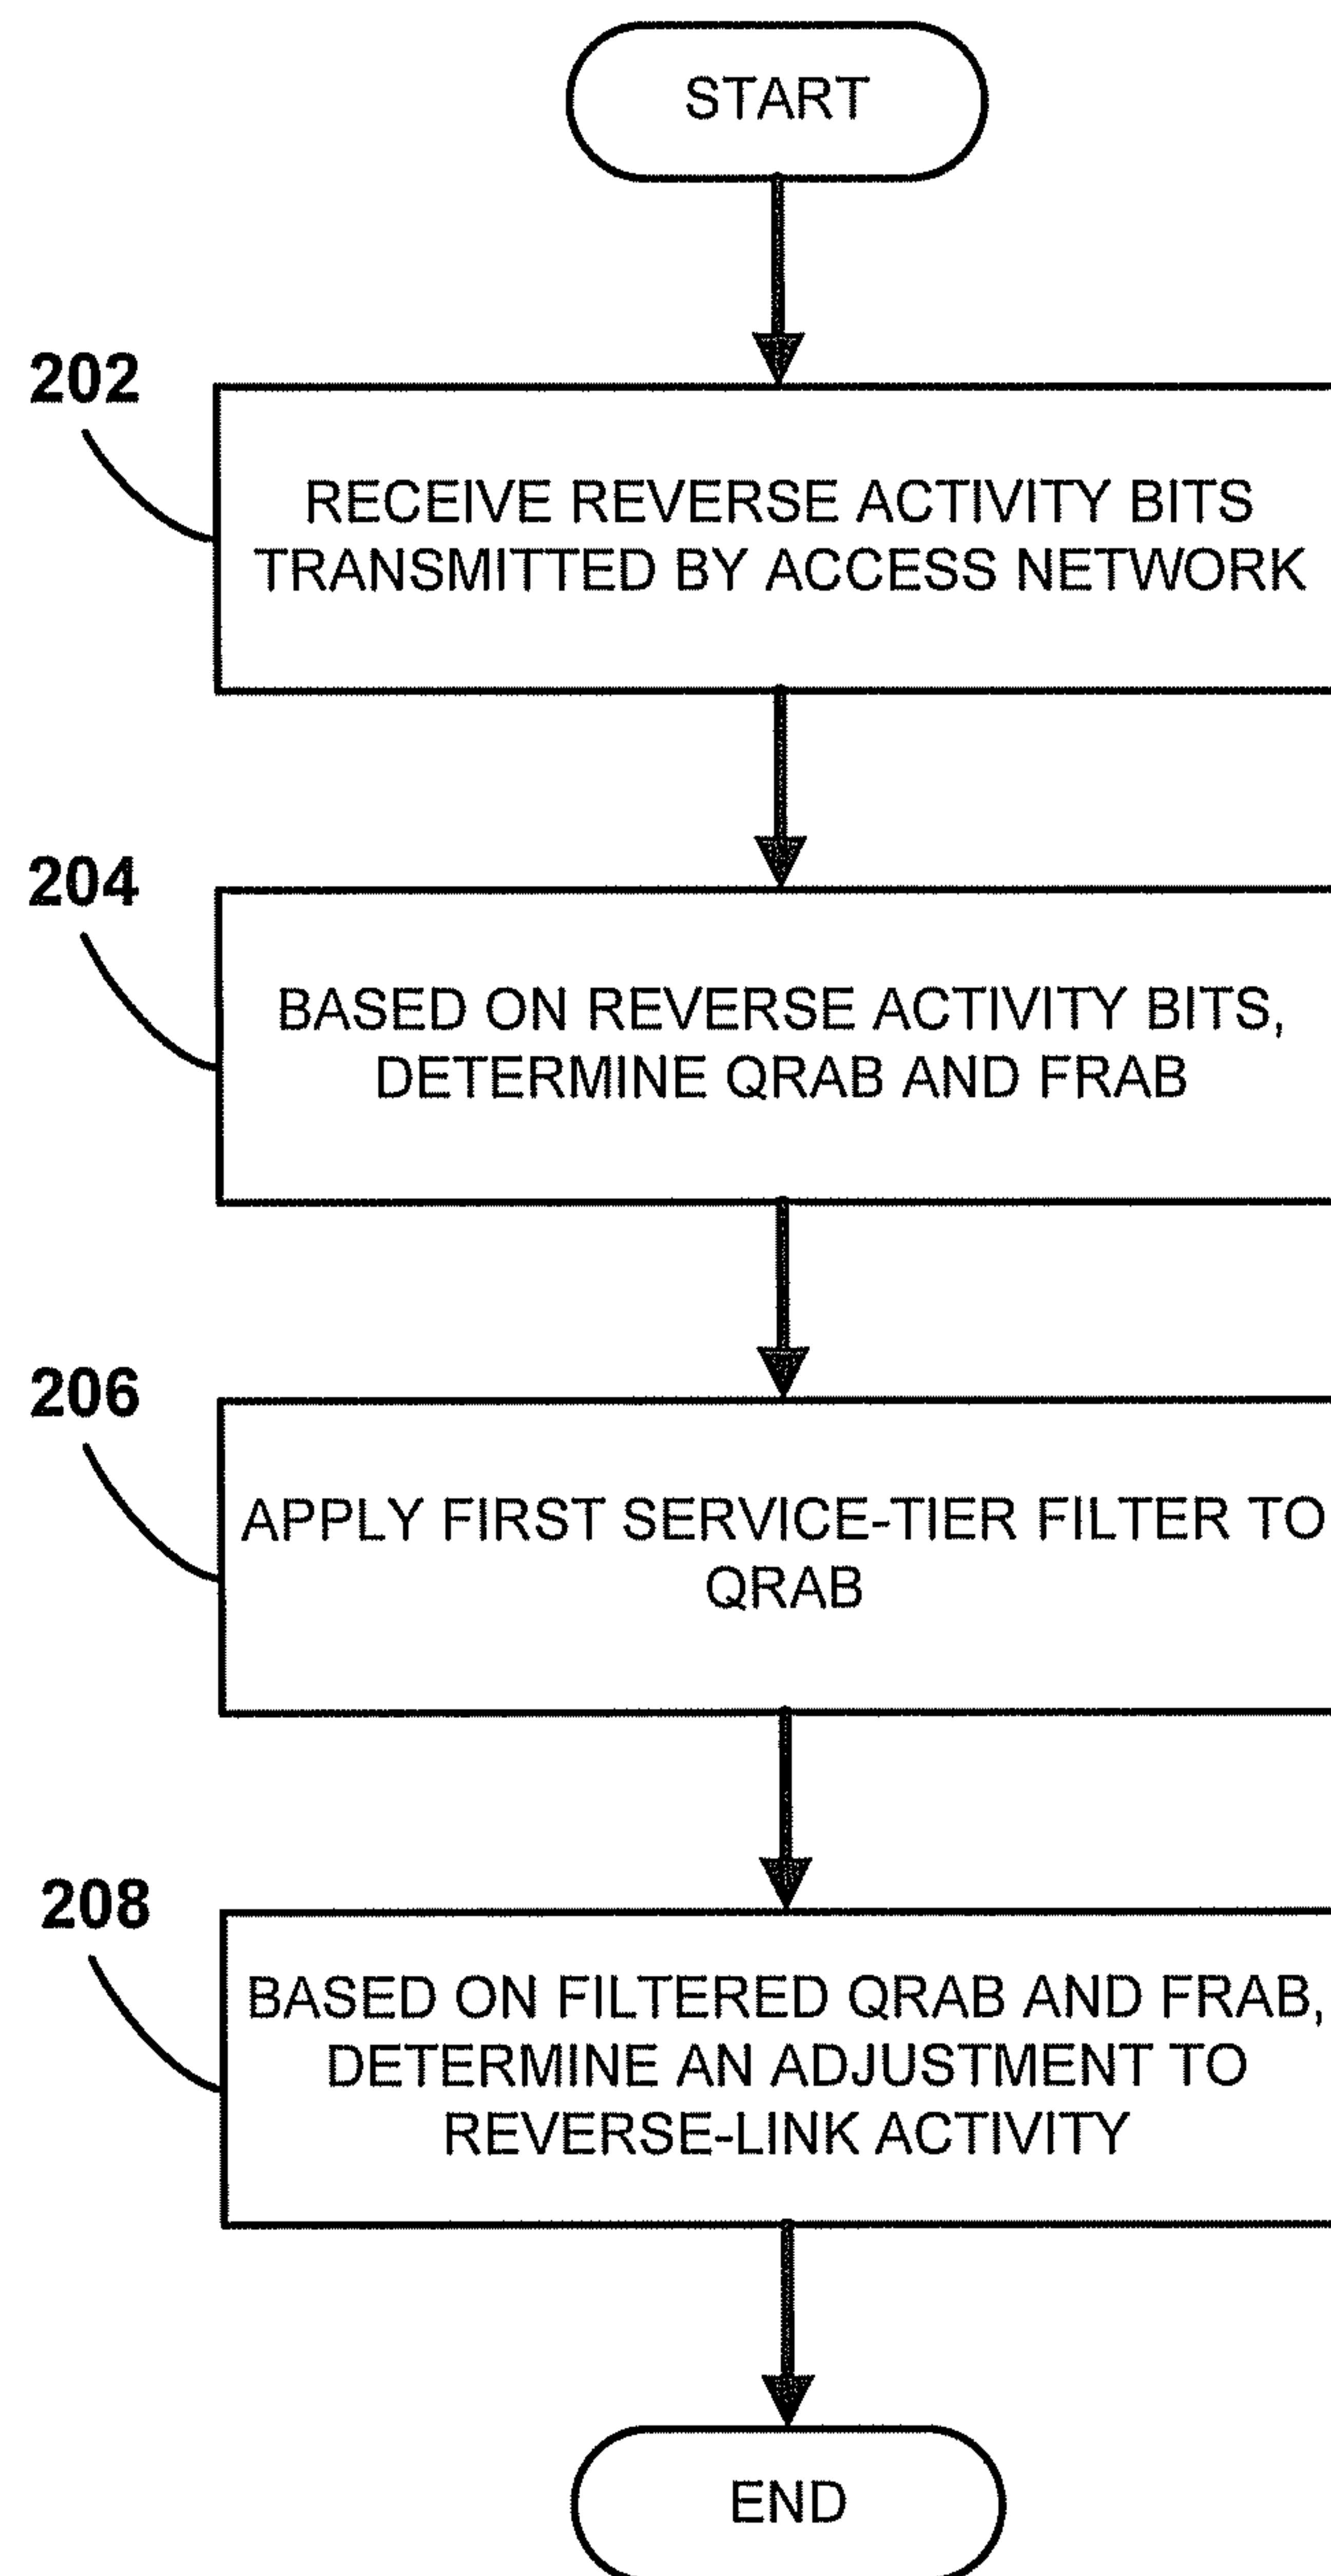 START
202
RECEIVE REVERSE ACTIVITY BITS
TRANSMITTED BY ACCESS NETWORK
204
BASED ON REVERSE ACTIVITY BITS,
DETERMINE QRAB AND FRAB
206
APPLY FIRST SERVICE-TIER FILTER TO
QRAB
208
BASED ON FILTERED QRAB AND FRAB,
DETERMINE AN ADJUSTMENT TO
REVERSE-LINK ACTIVITY
END